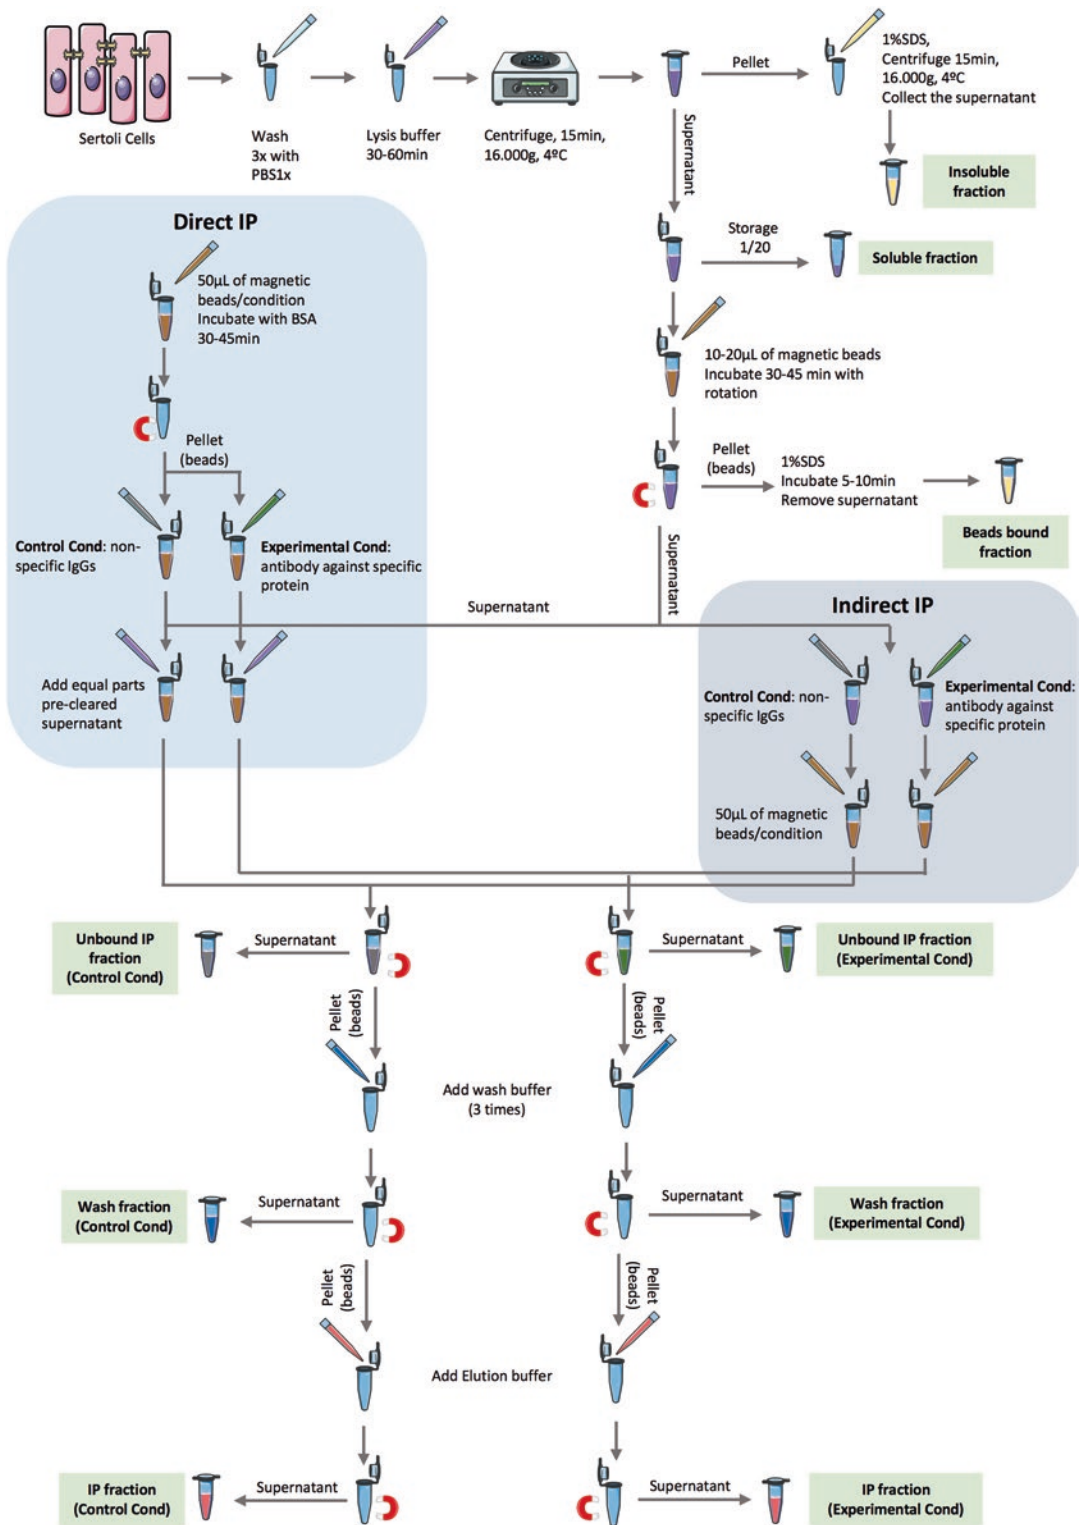 Sertoli Cells
Wash
3x with
PBS1x
Lysis buffer
30-60min
Centrifuge, 15min,
16.000g, 4ºC
Pellet
1%SDS,
Centrifuge 15min,
16.000g, 4ºC
Collect the supernatant
Insoluble
fraction
Supernatant
Storage
1/20
Soluble fraction
10-20µL of magnetic beads
Incubate 30-45 min with
rotation
Pellet
(beads)
1%SDS
Incubate 5-10min
Remove supernatant
Beads bound
fraction
Supernatant
Direct IP
50µL of magnetic
beads/condition
Incubate with BSA
30-45min
Pellet
(beads)
Control Cond: non-
specific IgGs
Experimental Cond:
antibody against specific
protein
Supernatant
Add equal parts
pre-cleared
supernatant
Indirect IP
Control Cond: non-
specific IgGs
Experimental Cond:
antibody against
specific protein
50µL of magnetic
beads/condition
Unbound IP
fraction
(Control Cond)
Supernatant
Supernatant
Unbound IP fraction
(Experimental Cond)
Pellet
(beads)
Pellet
(beads)
Add wash buffer
(3 times)
Wash fraction
(Control Cond)
Supernatant
Supernatant
Wash fraction
(Experimental Cond)
Pellet
(beads)
Pellet
(beads)
Add Elution buffer
IP fraction
(Control Cond)
Supernatant
Supernatant
IP fraction
(Experimental Cond)